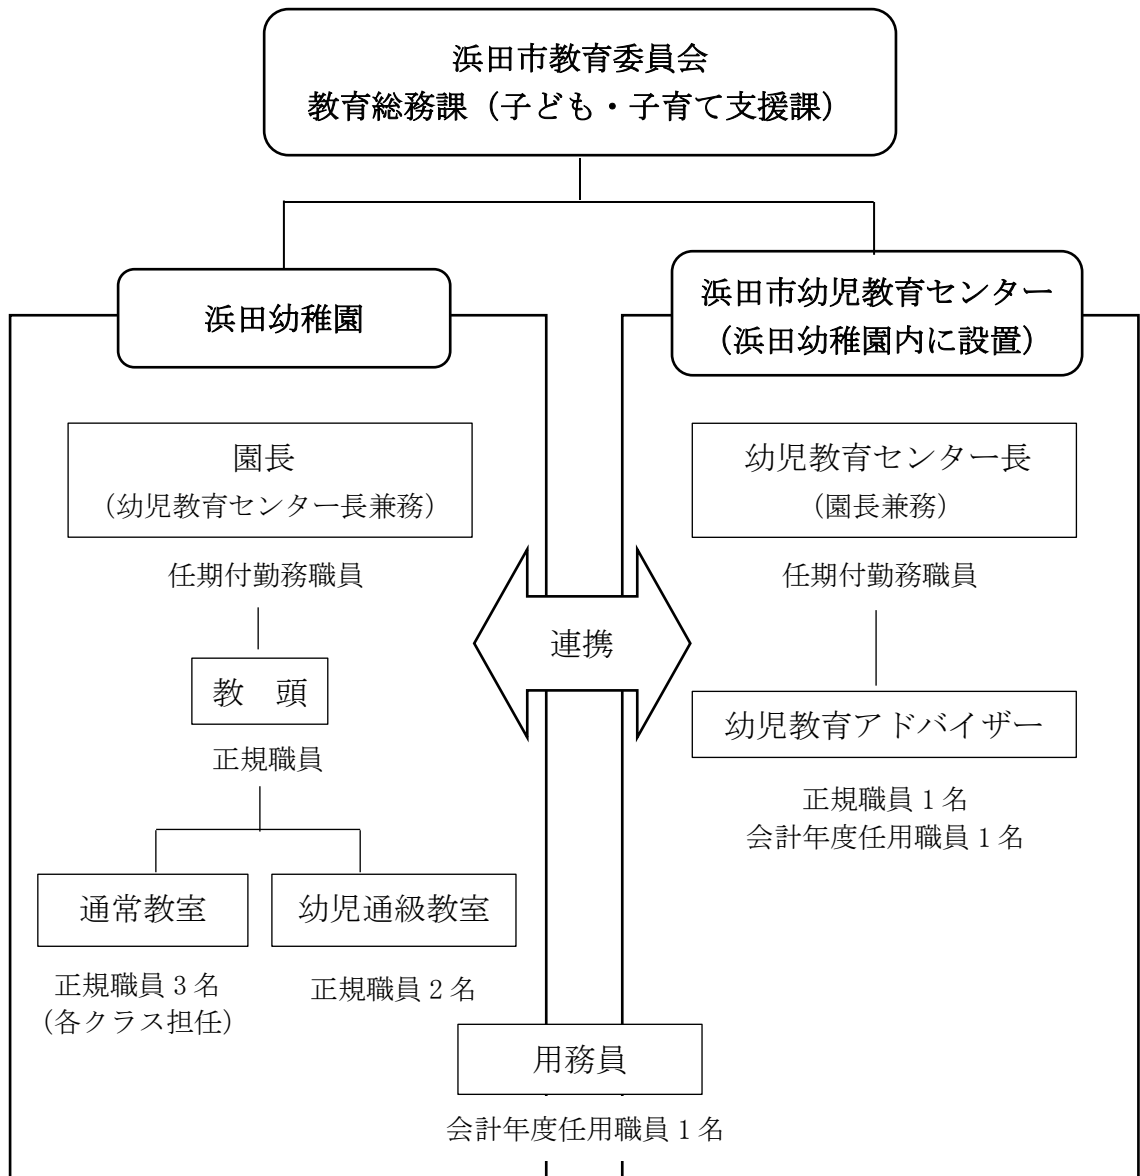 浜田市教育委員会
教育総務課（子ども・子育て支援課）
浜田幼稚園
浜田市幼児教育センター
（浜田幼稚園内に設置）
園長
（幼児教育センター長兼務）
任期付勤務職員
教　頭
正規職員
通常教室
正規職員３名
（各クラス担任）
幼児通級教室
正規職員２名
連携
幼児教育センター長
（園長兼務）
任期付勤務職員
幼児教育アドバイザー
正規職員１名
会計年度任用職員１名
用務員
会計年度任用職員１名